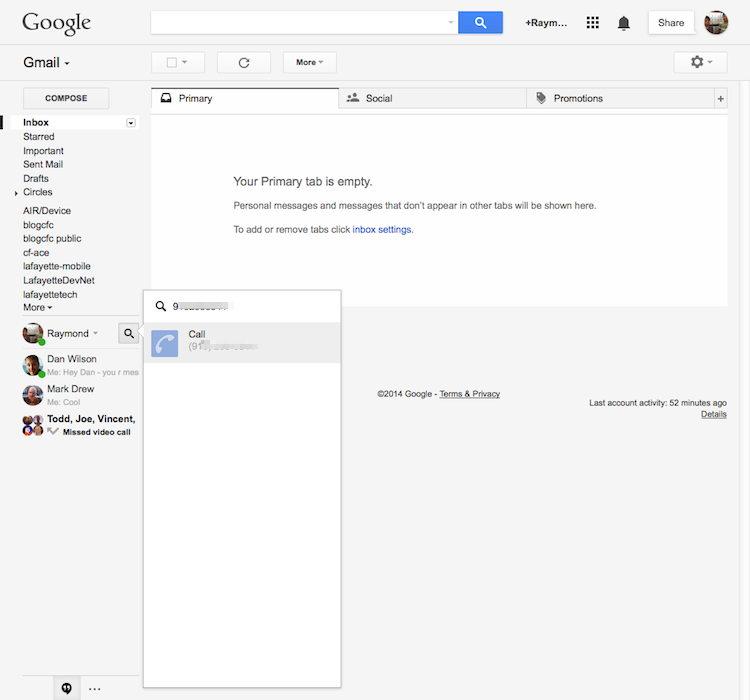 Google
+Raym...
Share
Gmail
More
COMPOSE
Primary
Social
Promotions
+
Inbox
Starred
Important
Sent Mail
Drafts
Circles
AIR/Device
blogcfc
blogcfc public
cf-ace
lafayette-mobile
LafayetteDevNet
lafayettetech
More
Your Primary tab is empty.
Personal messages and messages that don't appear in other tabs will be shown here.
To add or remove tabs click inbox settings.
Raymond
Dan Wilson
Me: Hey Dan - you r mes
Mark Drew
Me: Cool
Todd, Joe, Vincent,
Missed video call
Call
©2014 Google - Terms & Privacy
Last account activity: 52 minutes ago
Details